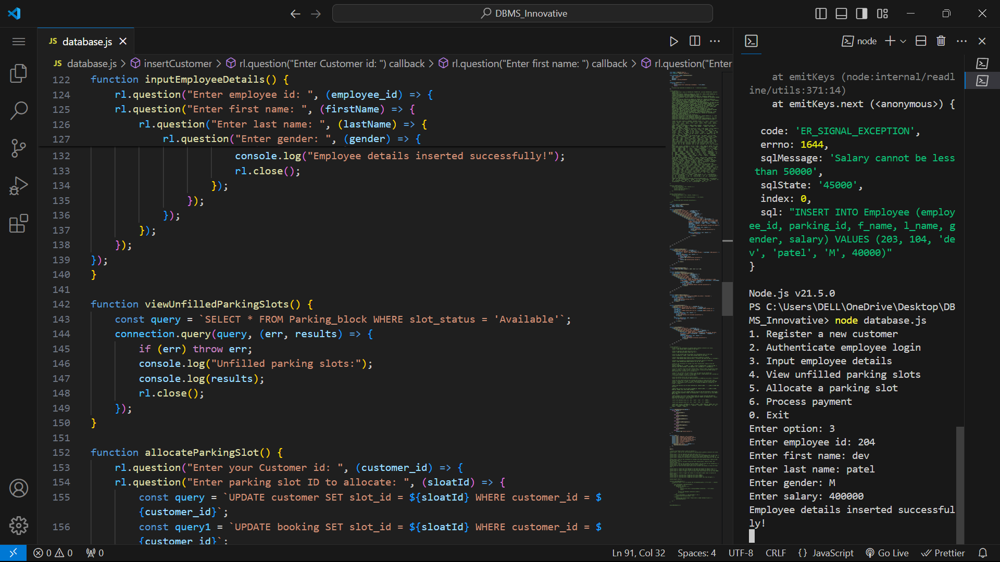 DBMS_Innovative
JS database.js
node
JS database.js > insertCustomer > rl.question("Enter Customer id: ") callback > rl.question("Enter first name: ") callback > rl.question("Enter
122 function inputEmployeeDetails() {
124 rl.question("Enter employee id: ", (employee_id) => {
125 rl.question("Enter first name: ", (firstName) => {
126 rl.question("Enter last name: ", (lastName) => {
127 rl.question("Enter gender: ", (gender) => {
132 console.log("Employee details inserted successfully!");
133 rl.close();
134 });
135 });
136 });
137 });
138 });
139 });
140 }
141
142 function viewUnfilledParkingSlots() {
143 const query = `SELECT * FROM Parking_block WHERE slot_status = 'Available'`;
144 connection.query(query, (err, results) => {
145 if (err) throw err;
146 console.log("Unfilled parking slots:");
147 console.log(results);
148 rl.close();
149 });
150 }
151
152 function allocateParkingSlot() {
153 rl.question("Enter your Customer id: ", (customer_id) => {
154 rl.question("Enter parking slot ID to allocate: ", (sloatId) => {
155 const query = `UPDATE customer SET slot_id = ${sloatId} WHERE customer_id = $
{customer_id}`;
156 const query1 = `UPDATE booking SET slot_id = ${sloatId} WHERE customer_id = $
{customer_id}`;
at emitKeys (node:internal/readl
ine/utils:371:14)
at emitKeys.next (<anonymous>) {
code: 'ER_SIGNAL_EXCEPTION',
errno: 1644,
sqlMessage: 'Salary cannot be less
than 50000',
sqlState: '45000',
index: 0,
sql: "INSERT INTO Employee (employ
ee_id, parking_id, f_name, l_name, g
ender, salary) VALUES (203, 104, 'de
v', 'patel', 'M', 40000)"
}
Node.js v21.5.0
PS C:\Users\DELL\OneDrive\Desktop\DB
MS_Innovative> node database.js
1. Register a new customer
2. Authenticate employee login
3. Input employee details
4. View unfilled parking slots
5. Allocate a parking slot
6. Process payment
0. Exit
Enter option: 3
Enter employee id: 204
Enter first name: dev
Enter last name: patel
Enter gender: M
Enter salary: 400000
Employee details inserted successful
ly!
0 0 0 Ln 91, Col 32 Spaces: 4 UTF-8 CRLF {} JavaScript Go Live Prettier